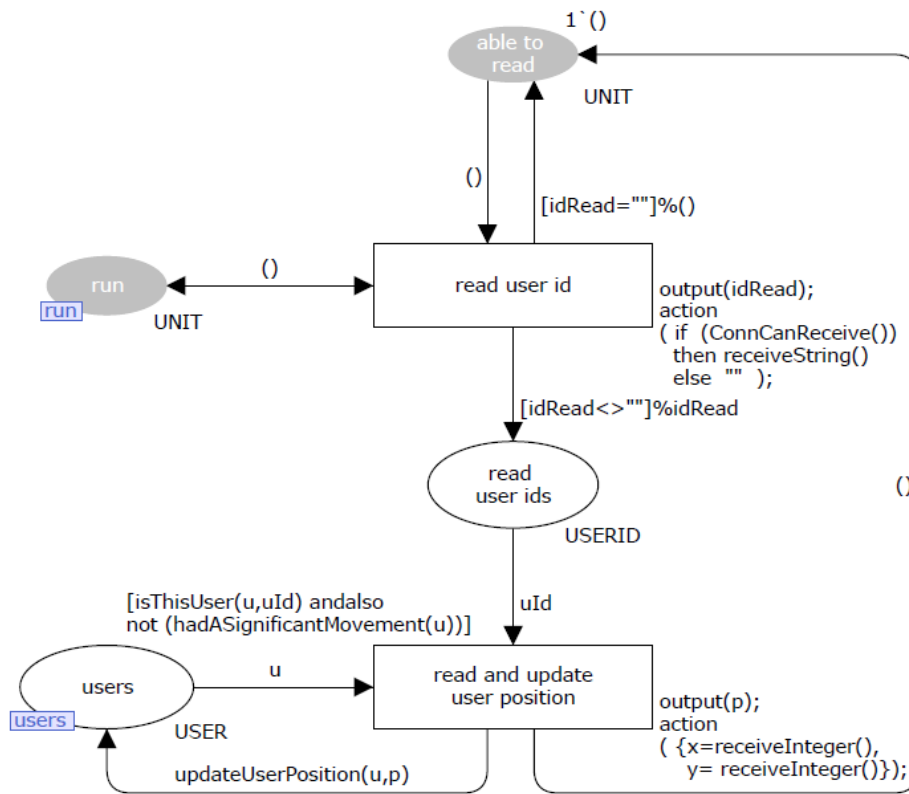 1`()
able to
read
UNIT
()
[idRead=""]%()
()
run
run
UNIT
read user id
output(idRead);
action
( if (ConnCanReceive())
then receiveString()
else "" );
[idRead<>""]%idRead
read
user ids
()
USERID
[isThisUser(u,uId) andalso
not (hadASignificantMovement(u))]
uId
users
users
u
USER
read and update
user position
output(p);
action
( {x=receiveInteger(),
y= receiveInteger()});
updateUserPosition(u,p)